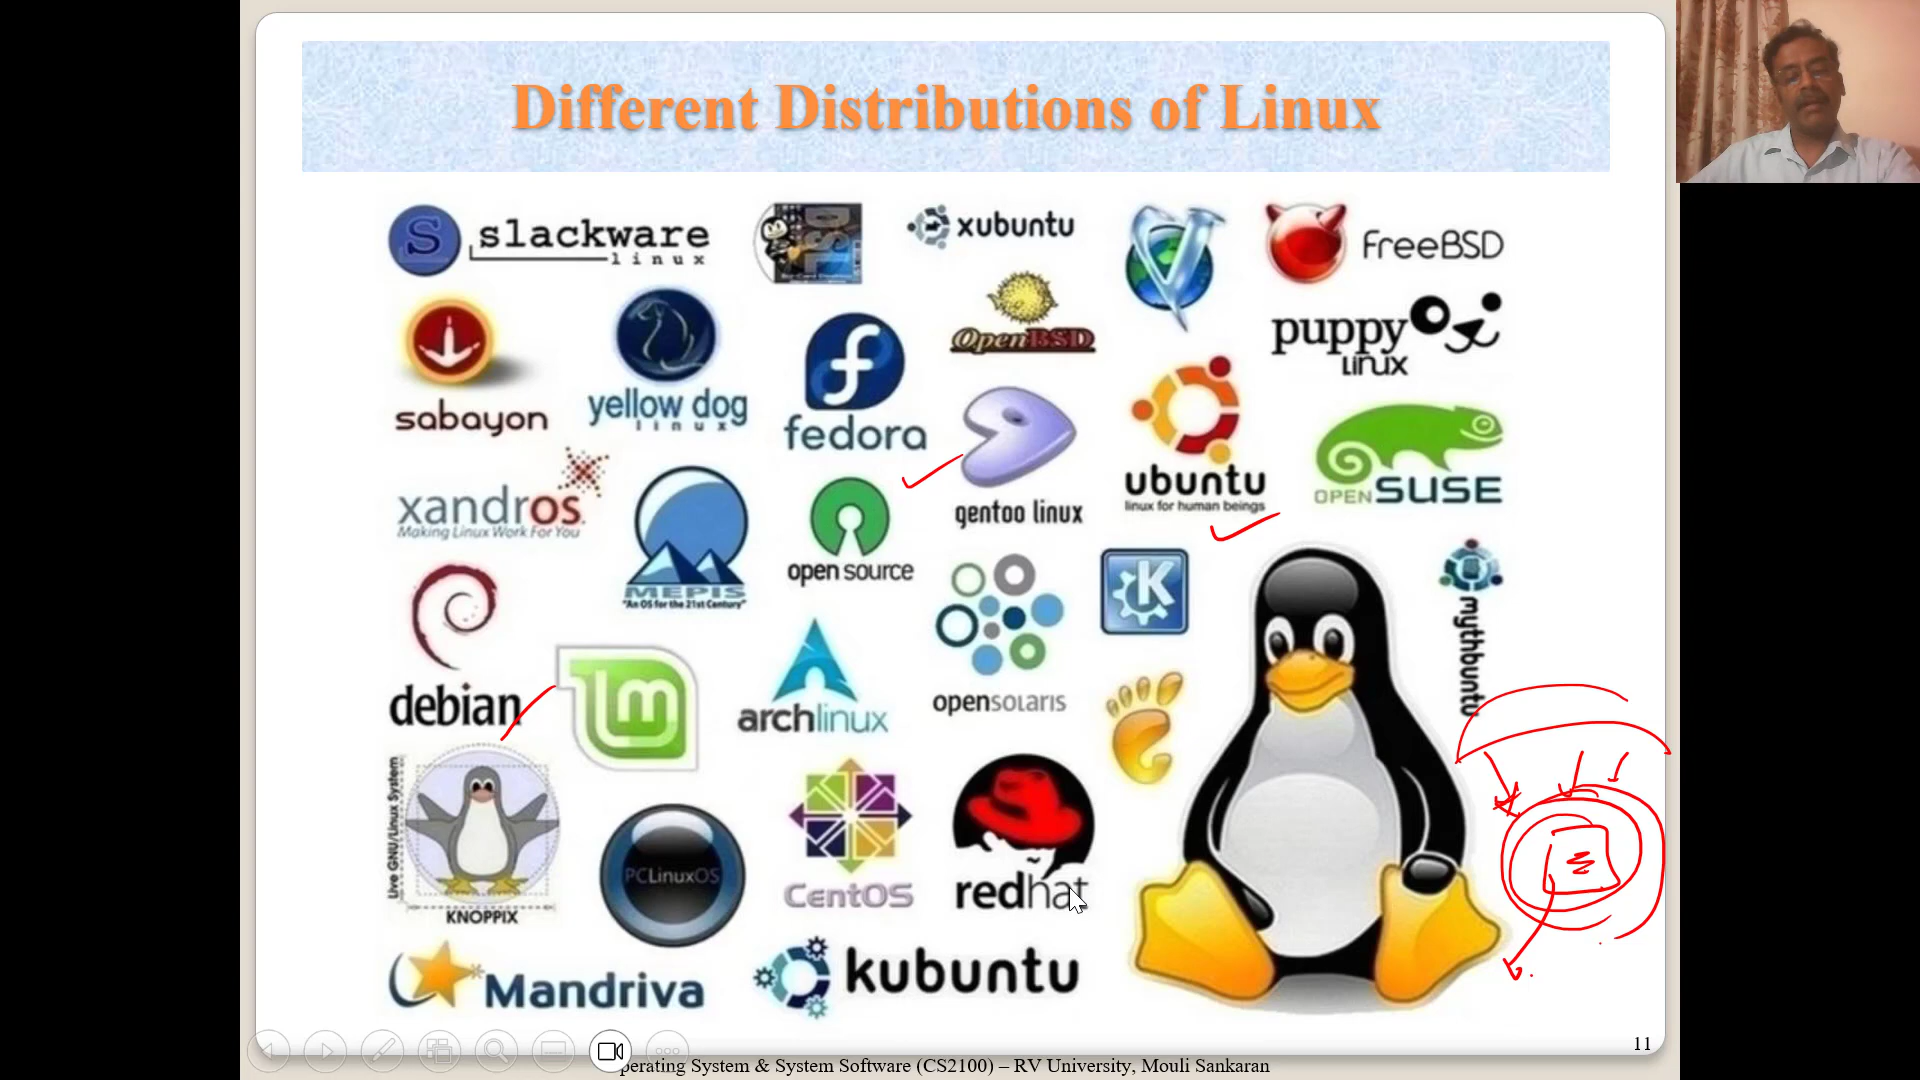 Different Distributions of Linux
S slackware
linux
DSL
xubuntu
V
FreeBSD
sabayon
yellow dog
linux
fedora
OpenBSD
puppy
Linux
xandros
Making Linux Work For You
MEPIS
"An OS for the 21st Century"
open source
gentoo linux
ubuntu
linux for human beings
OPEN SUSE
debian
lm
archlinux
opensolaris
K
mythbuntu
Live GNU/Linux System
KNOPPIX
PCLinuxOS
CentOS
redhat
Mandriva
kubuntu
11
perating System & System Software (CS2100) – RV University, Mouli Sankaran